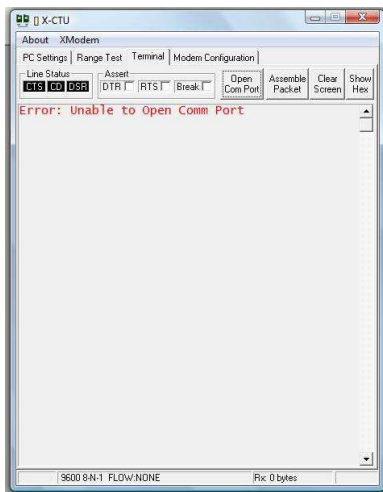 X-CTU
About XModem
PC Settings Range Test Terminal Modem Configuration
Line Status Assert
CTS CD DSR DTR RTS Break
Open Com Port
Assemble Packet
Clear Screen
Show Hex
Error: Unable to Open Comm Port
9600 8-N-1 FLOW:NONE Rx: 0 bytes